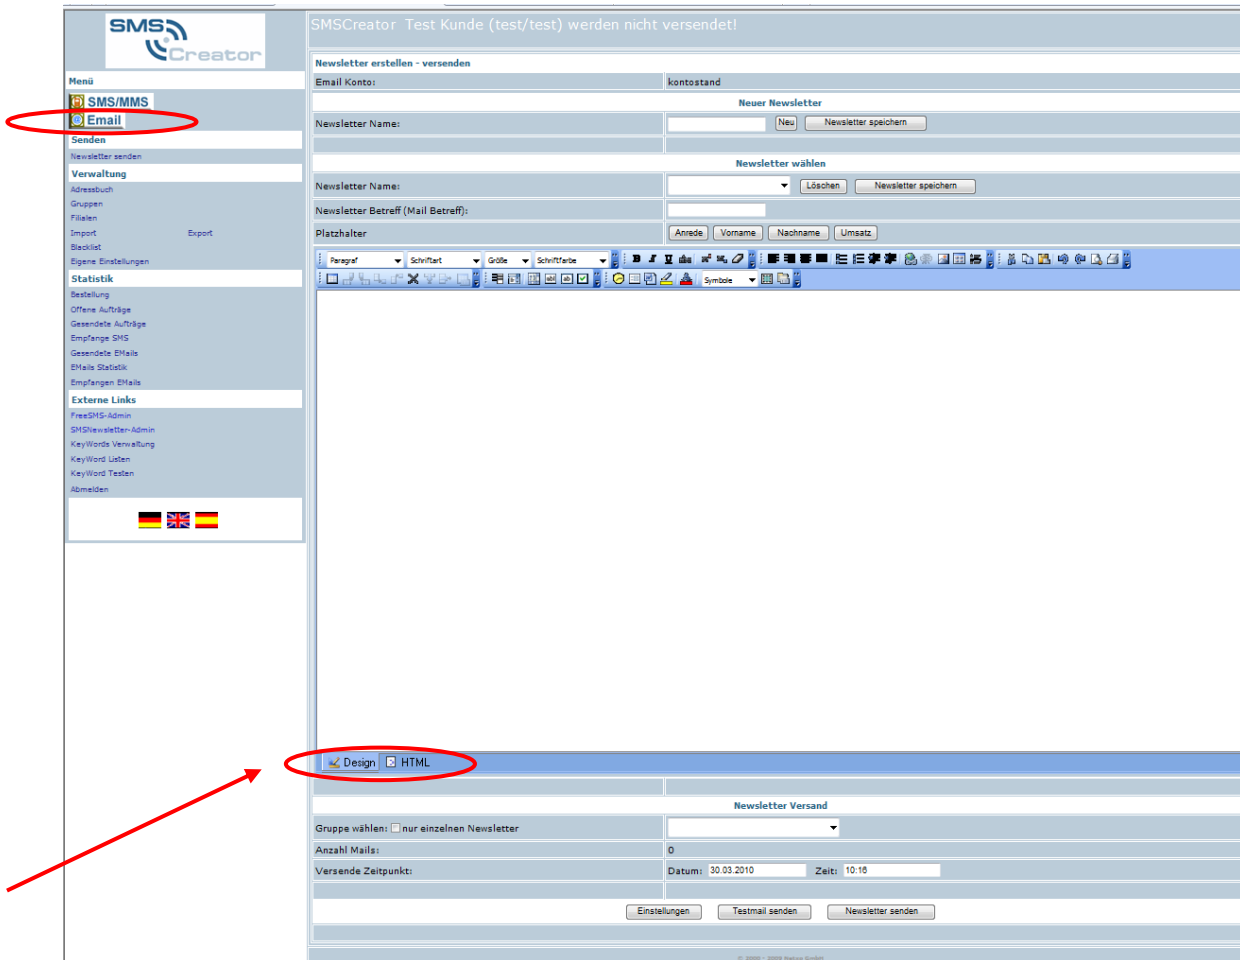 SMS
Creator
SMSCreator Test Kunde (test/test) werden nicht versendet!
Menü
SMS/MMS
Email
Senden
Newsletter senden
Verwaltung
Adressbuch
Gruppen
Filialen
Import Export
Blacklist
Eigene Einstellungen
Statistik
Bestellung
Offene Aufträge
Gesendete Aufträge
Empfange SMS
Gesendete EMails
EMails Statistik
Empfangen EMails
Externe Links
FreeSMS-Admin
SMSNewsletter-Admin
KeyWords Verwaltung
KeyWord Listen
KeyWord Testen
Abmelden
Newsletter erstellen - versenden
Email Konto: kontostand
Neuer Newsletter
Newsletter Name: Neu Newsletter speichern
Newsletter wählen
Newsletter Name: Löschen Newsletter speichern
Newsletter Betreff (Mail Betreff):
Platzhalter Anrede Vorname Nachname Umsatz
Paragraf Schriftart Größe Schriftfarbe
Symbole
Design HTML
Newsletter Versand
Gruppe wählen: nur einzelnen Newsletter
Anzahl Mails: 0
Versende Zeitpunkt: Datum: 30.03.2010 Zeit: 10:16
Einstellungen Testmail senden Newsletter senden